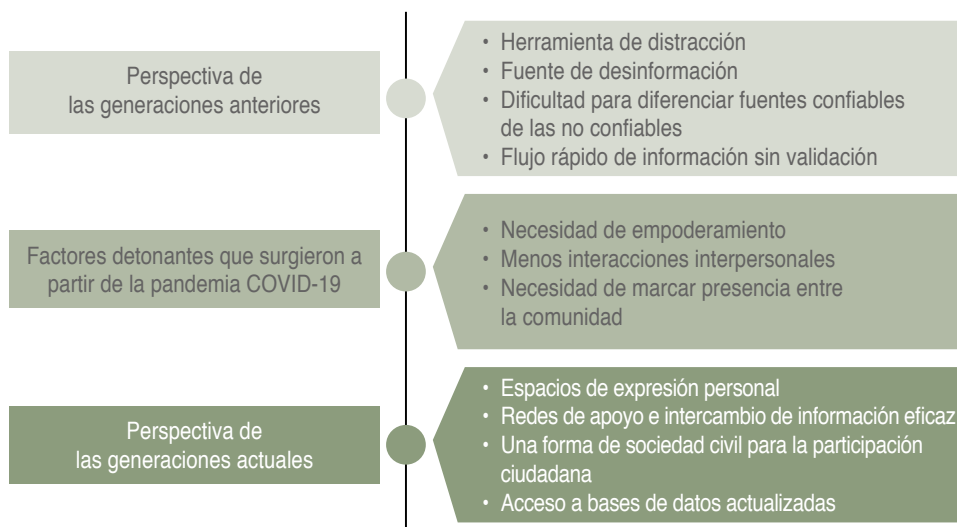 Perspectiva de
las generaciones anteriores
• Herramienta de distracción
• Fuente de desinformación
• Dificultad para diferenciar fuentes confiables
de las no confiables
• Flujo rápido de información sin validación
Factores detonantes que surgieron a
partir de la pandemia COVID-19
• Necesidad de empoderamiento
• Menos interacciones interpersonales
• Necesidad de marcar presencia entre
la comunidad
Perspectiva de
las generaciones actuales
• Espacios de expresión personal
• Redes de apoyo e intercambio de información eficaz
• Una forma de sociedad civil para la participación
ciudadana
• Acceso a bases de datos actualizadas